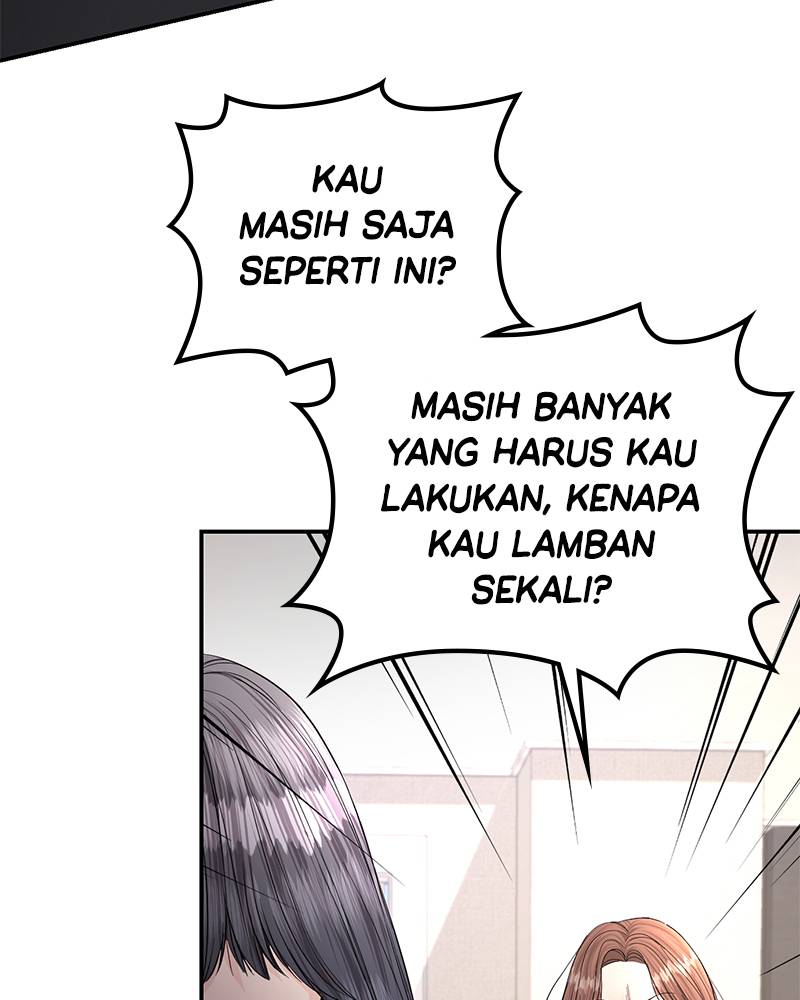 KAU
MASIH SAJA
SEPERTI INI?
MASIH BANYAK
YANG HARUS KAU
LAKUKAN, KENAPA
KAU LAMBAN
SEKALI?